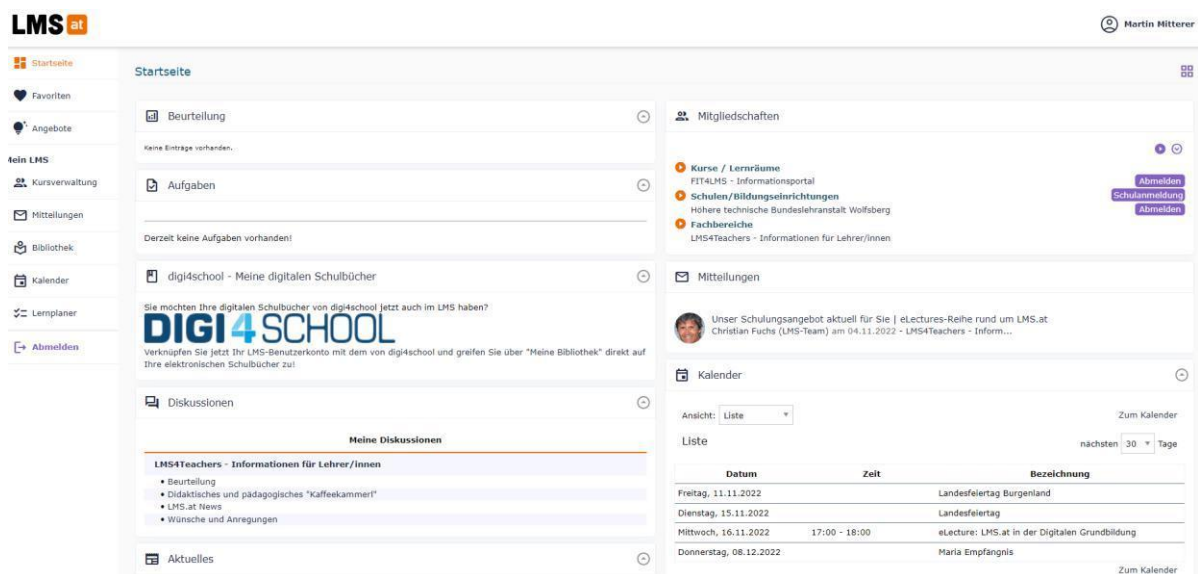 LMS at
Martin Mitterer
Startseite
Favoriten
Angebote
Mein LMS
Kursverwaltung
Mitteilungen
Bibliothek
Kalender
Lernplaner
Abmelden
Startseite
Beurteilung
Keine Einträge vorhanden.
Aufgaben
Derzeit keine Aufgaben vorhanden!
digi4school - Meine digitalen Schulbücher
Sie möchten Ihre digitalen Schulbücher von digi4school jetzt auch im LMS haben?
DIGI4SCHOOL
Verknüpfen Sie jetzt Ihr LMS-Benutzerkonto mit dem von digi4school und greifen Sie über "Meine Bibliothek" direkt auf
Ihre elektronischen Schulbücher zu!
Diskussionen
Meine Diskussionen
LMS4Teachers - Informationen für Lehrer/innen
• Beurteilung
• Didaktisches und pädagogisches "Kaffeekammerl"
• LMS.at News
• Wünsche und Anregungen
Aktuelles
Mitgliedschaften
Kurse / Lernräume
FIT4LMS - Informationsportal Abmelden
Schulen/Bildungseinrichtungen Schulanmeldung
Höhere technische Bundeslehranstalt Wolfsberg Abmelden
Fachbereiche
LMS4Teachers - Informationen für Lehrer/innen
Mitteilungen
Unser Schulungsangebot aktuell für Sie | eLectures-Reihe rund um LMS.at
Christian Fuchs (LMS-Team) am 04.11.2022 - LMS4Teachers - Inform...
Kalender
Ansicht: Liste Zum Kalender
Liste nächsten 30 Tage
Datum Zeit Bezeichnung
Freitag, 11.11.2022 Landesfeiertag Burgenland
Dienstag, 15.11.2022 Landesfeiertag
Mittwoch, 16.11.2022 17:00 - 18:00 eLecture: LMS.at in der Digitalen Grundbildung
Donnerstag, 08.12.2022 Maria Empfängnis
Zum Kalender